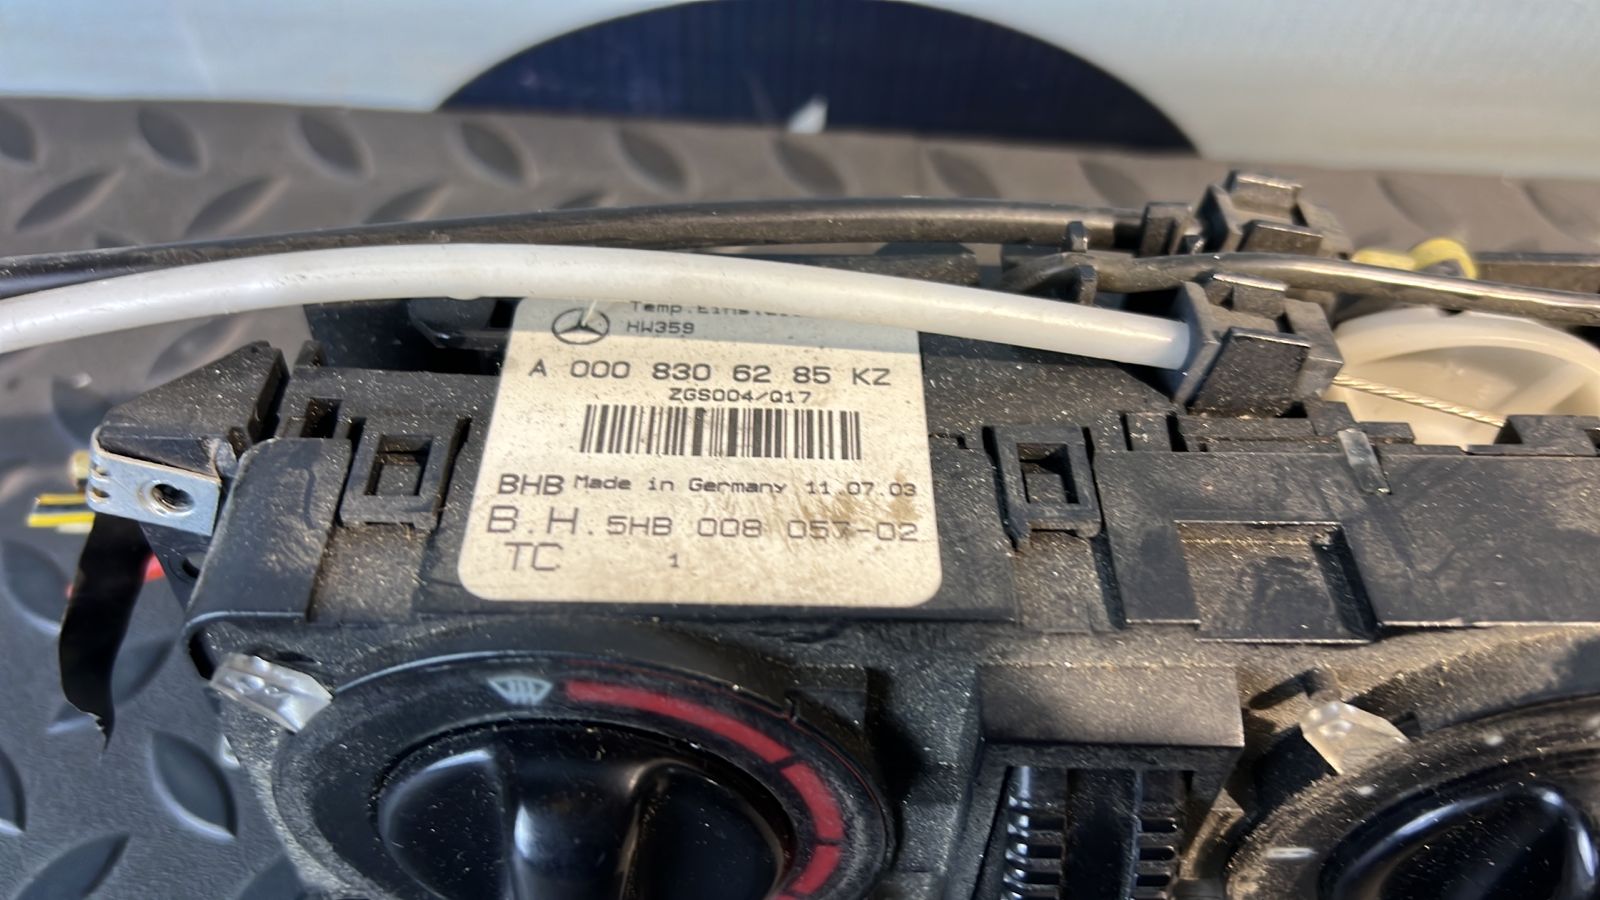 HW359
A 000 830 62 85 KZ
ZGS004/Q17
BHB Made in Germany 11.07.03
B.H. 5HB 008 057-02
TC 1